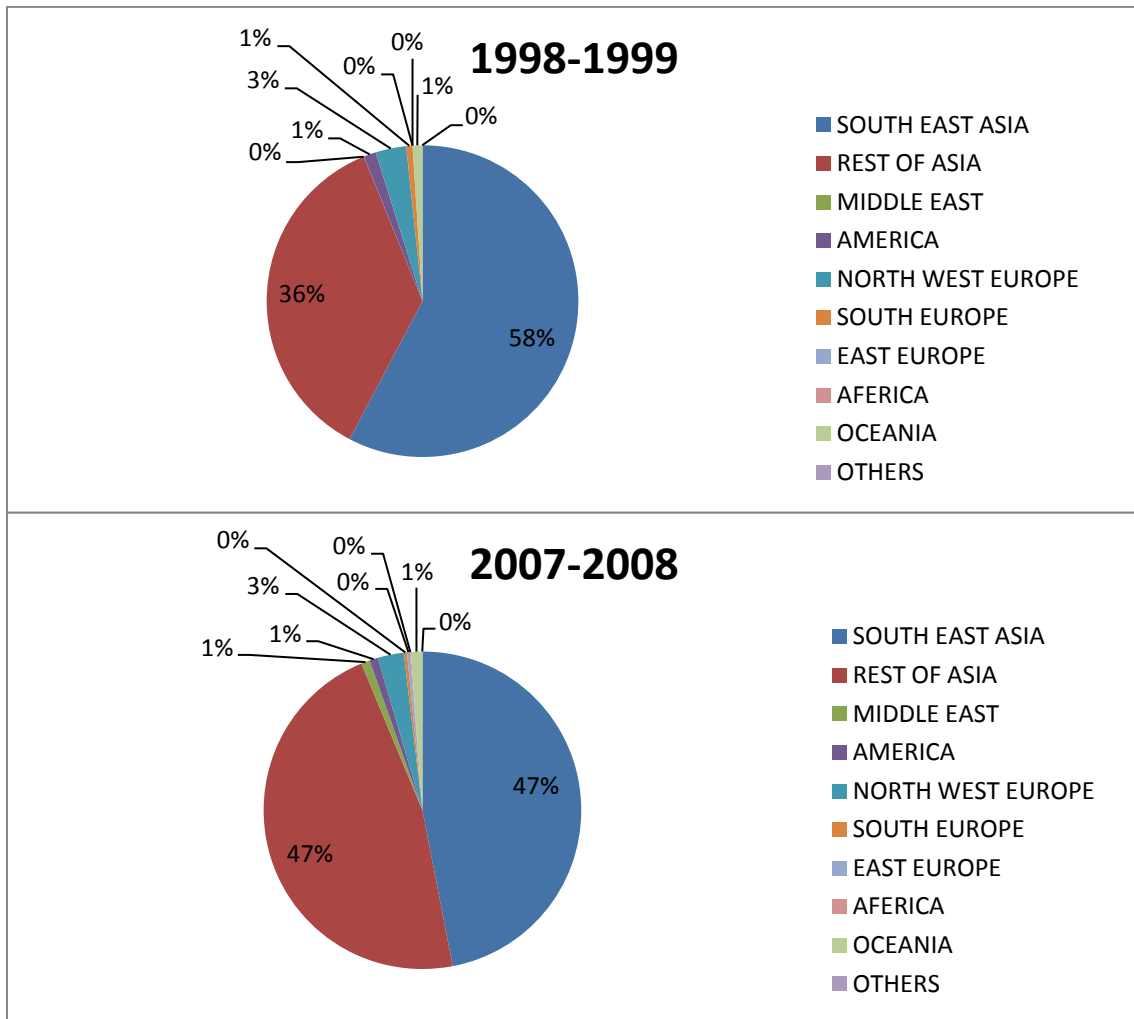 1998-1999
0%
1%
0%
3%
1%
0%
1%
0%
36%
58%
SOUTH EAST ASIA
REST OF ASIA
MIDDLE EAST
AMERICA
NORTH WEST EUROPE
SOUTH EUROPE
EAST EUROPE
AFERICA
OCEANIA
OTHERS
2007-2008
0%
0%
1%
3%
0%
0%
1%
1%
47%
47%
SOUTH EAST ASIA
REST OF ASIA
MIDDLE EAST
AMERICA
NORTH WEST EUROPE
SOUTH EUROPE
EAST EUROPE
AFERICA
OCEANIA
OTHERS